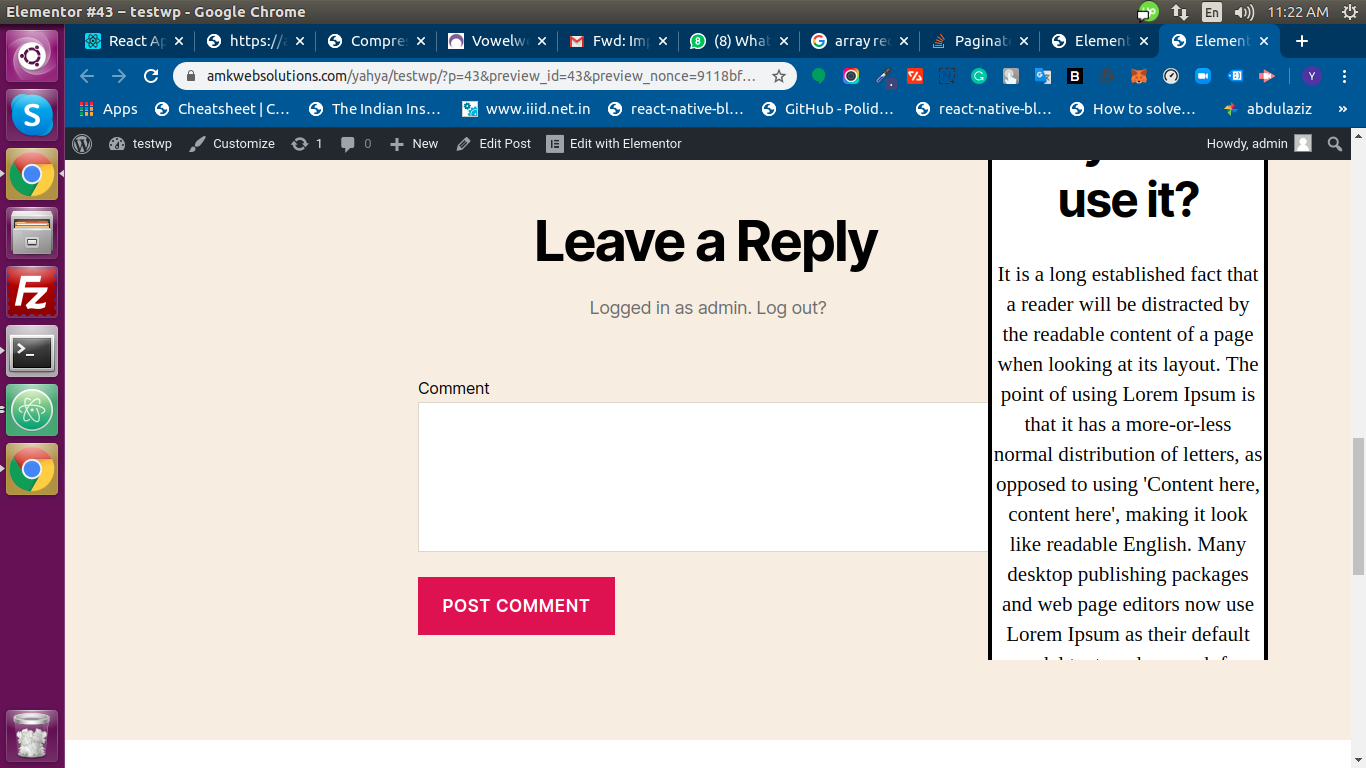 Elementor #43 – testwp - Google Chrome
En
11:22 AM
React Ap
https://a
Compres
Vowelwe
Fwd: Imp
(8) What
array red
Paginate
Element
Element
amkwebsolutions.com/yahya/testwp/?p=43&preview_id=43&preview_nonce=9118bf…
Y
Apps
Cheatsheet | C…
The Indian Ins…
www.iiid.net.in
react-native-bl…
GitHub - Polid…
react-native-bl…
How to solve…
abdulaziz
»
testwp
Customize
1
0
New
Edit Post
Edit with Elementor
Howdy, admin
use it?
Leave a Reply
Logged in as admin. Log out?
Comment
POST COMMENT
It is a long established fact that
a reader will be distracted by
the readable content of a page
when looking at its layout. The
point of using Lorem Ipsum is
that it has a more-or-less
normal distribution of letters, as
opposed to using 'Content here,
content here', making it look
like readable English. Many
desktop publishing packages
and web page editors now use
Lorem Ipsum as their default